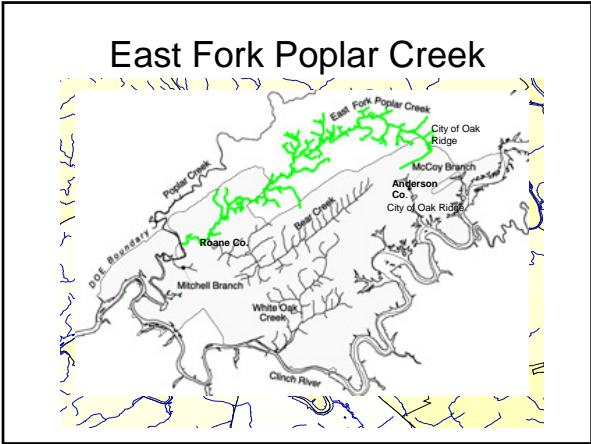 East Fork Poplar Creek
East Fork Poplar Creek
City of Oak
Ridge
McCoy Branch
Poplar Creek
Anderson
Co.
City of Oak Ridge
Bear Creek
Roane Co.
DOE Boundary
Mitchell Branch
White Oak
Creek
Clinch River